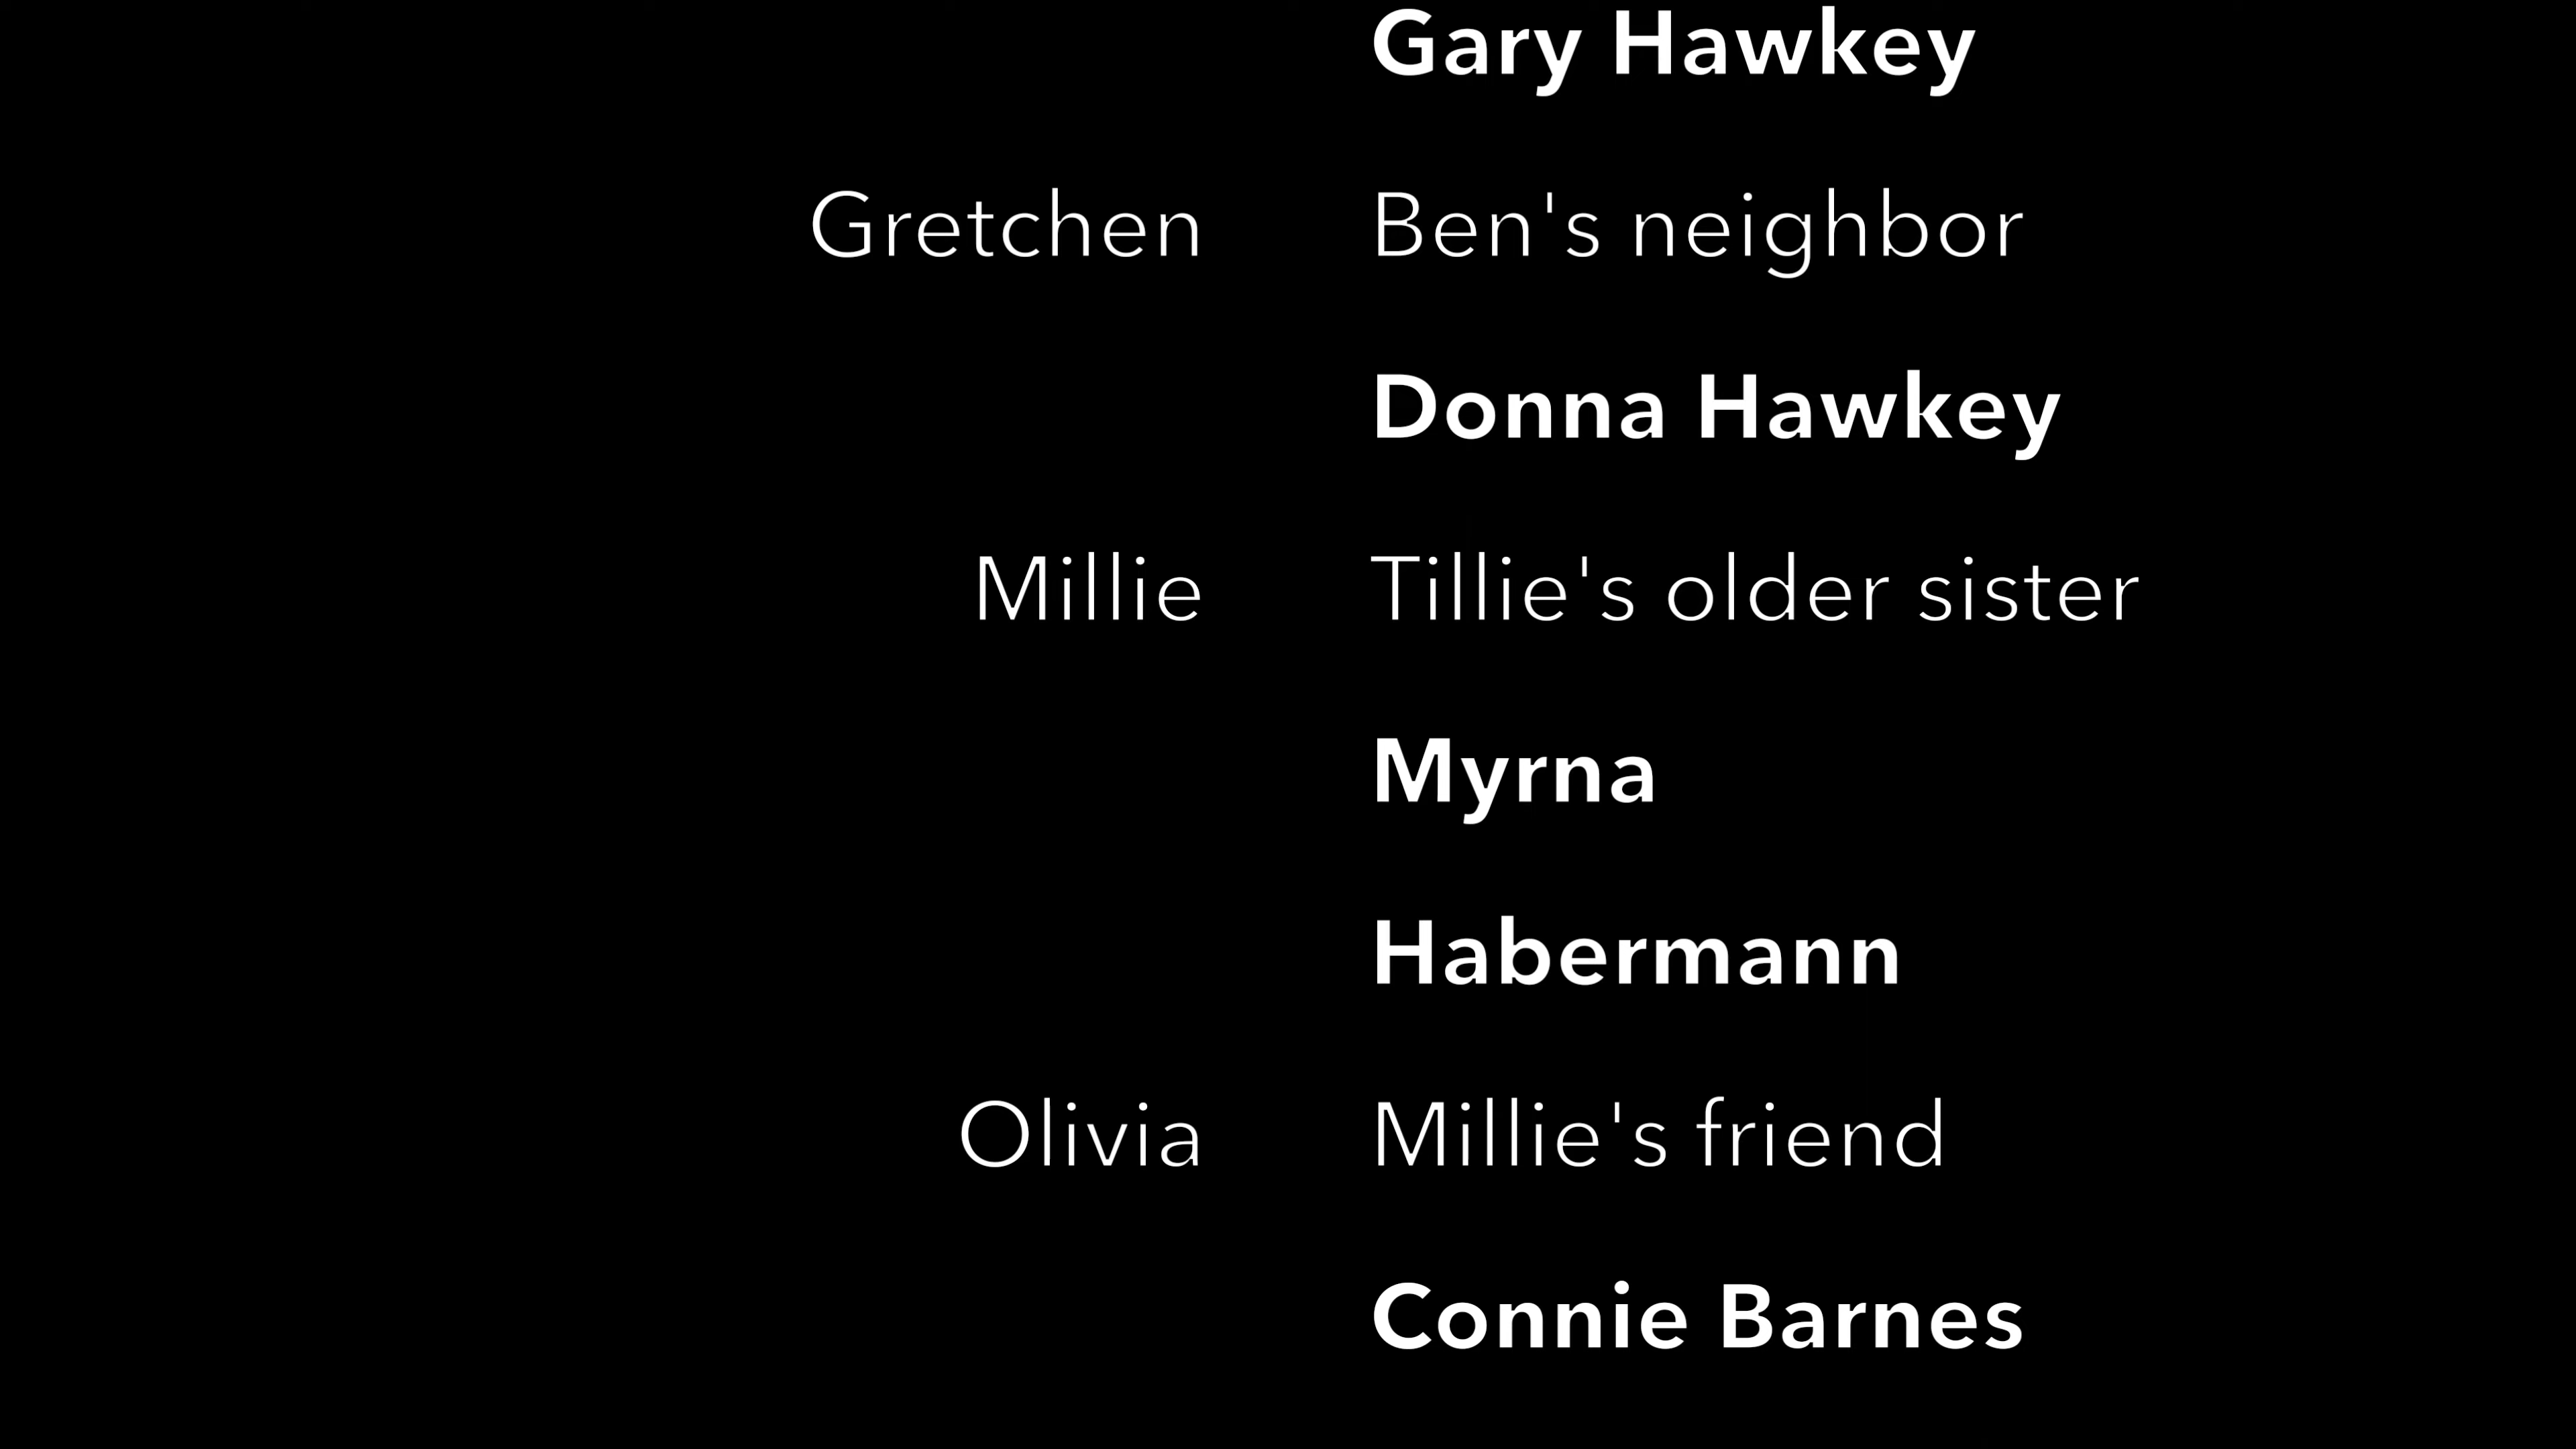 Gary Hawkey
Gretchen Ben's neighbor
Donna Hawkey
Millie Tillie's older sister
Myrna
Habermann
Olivia Millie's friend
Connie Barnes